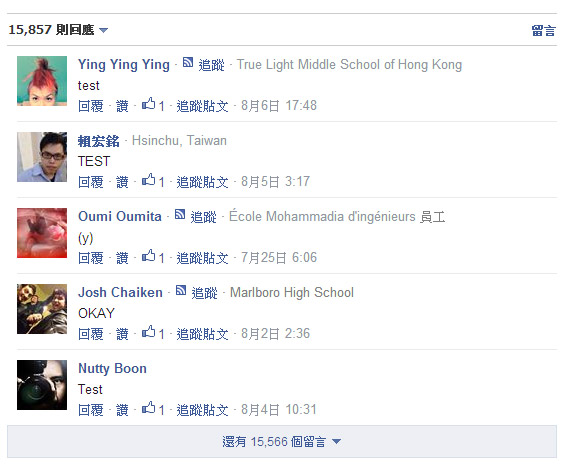 15,857 則回應 留言
Ying Ying Ying · 追蹤 · True Light Middle School of Hong Kong
test
回覆 · 讚 · 1 · 追蹤貼文 · 8月6日 17:48
賴宏銘 · Hsinchu, Taiwan
TEST
回覆 · 讚 · 1 · 追蹤貼文 · 8月5日 3:17
Oumi Oumita · 追蹤 · École Mohammadia d'ingénieurs 員工
(y)
回覆 · 讚 · 1 · 追蹤貼文 · 7月25日 6:06
Josh Chaiken · 追蹤 · Marlboro High School
OKAY
回覆 · 讚 · 1 · 追蹤貼文 · 8月2日 2:36
Nutty Boon
Test
回覆 · 讚 · 1 · 追蹤貼文 · 8月4日 10:31
還有 15,566 個留言